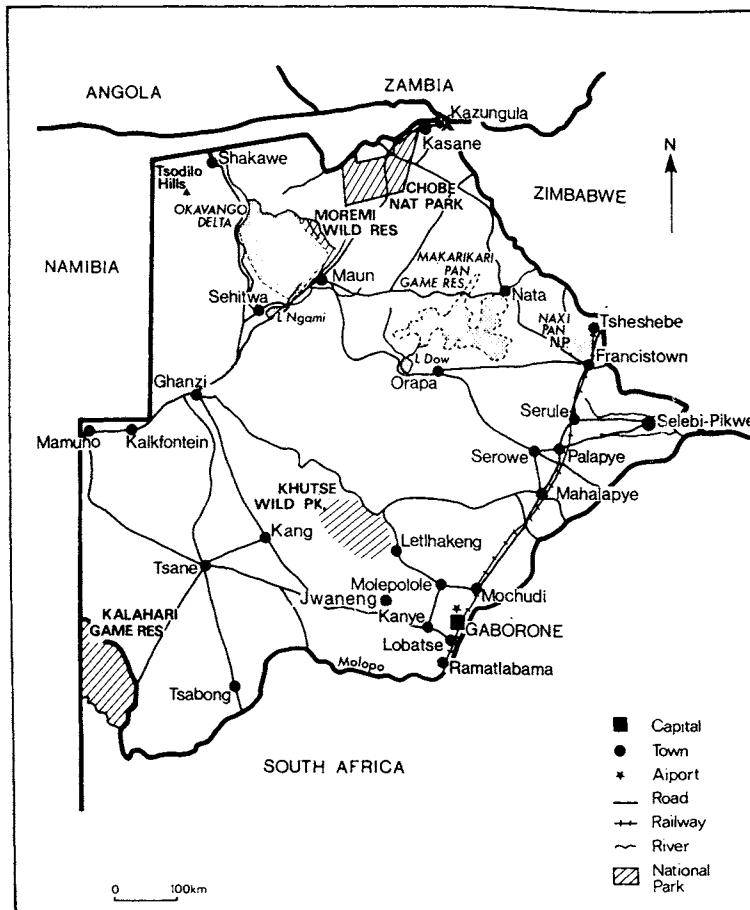 ZAMBIA
ANGOLA
Kazungula
Kasane
N
Shakawe
Tsodilo
Hills
CHOBE
NAT PARK
ZIMBABWE
OKAVANGO
DELTA
MOREMI
WILD RES
NAMIBIA
MAKARIKARI
PAN
GAME RES
Maun
Nata
Sehitwa
L Ngami
NAXI
PAN
N.P.
Tsheshebe
L Dow
Francistown
Orapa
Ghanzi
Serule
Selebi-Pikwe
Mamuno
Kalkfontein
Serowe
Palapye
KHUTSE
WILD PK,
Mahalapye
Kang
Letlhakeng
Tsane
Molepolole
Jwaneng
Mochudi
Kanye
GABORONE
KALAHARI
GAME RES
Lobatse
Molopo
Ramatlabama
Tsabong
SOUTH AFRICA
Capital
Town
Aiport
Road
Railway
River
National
Park
0 100km